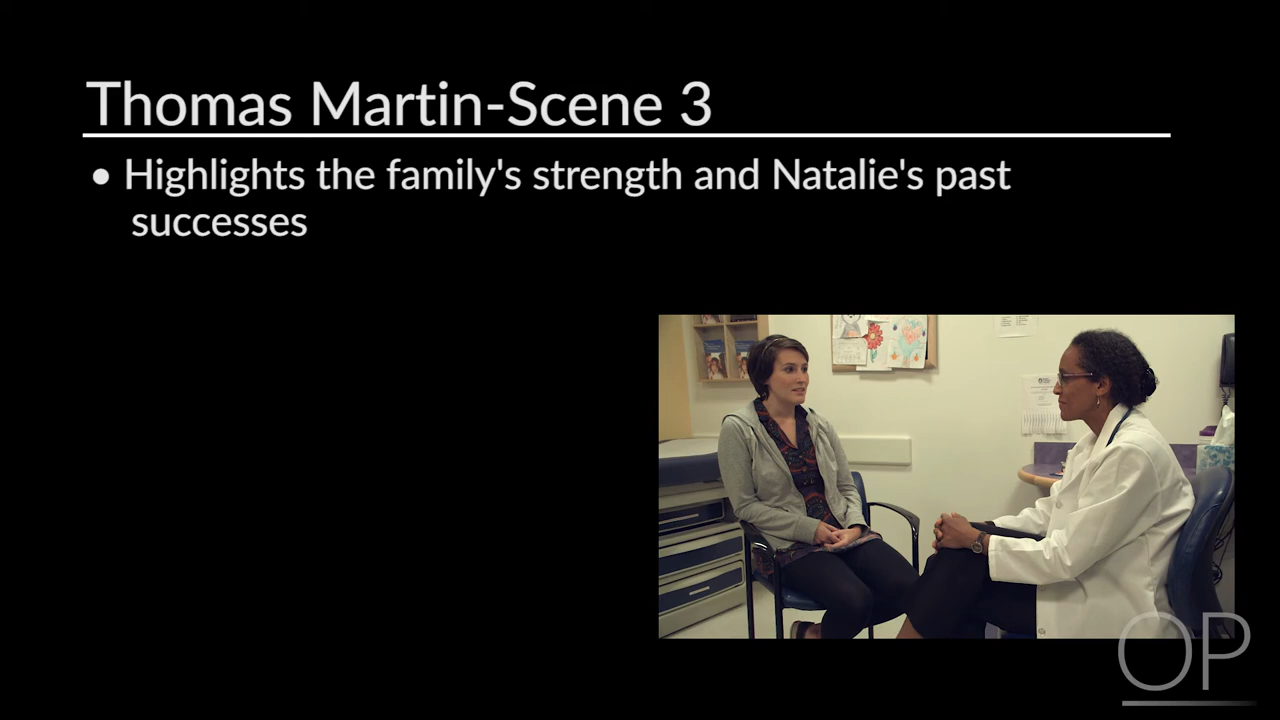 Thomas Martin-Scene 3
• Highlights the family's strength and Natalie's past
successes
OP